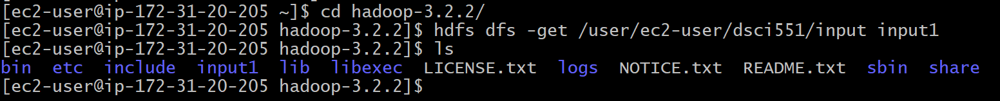 [ec2-user@ip-172-31-20-205 ~]$ cd hadoop-3.2.2/
[ec2-user@ip-172-31-20-205 hadoop-3.2.2]$ hdfs dfs -get /user/ec2-user/dsci551/input input1
[ec2-user@ip-172-31-20-205 hadoop-3.2.2]$ ls
bin  etc  include  input1  lib  libexec  LICENSE.txt  logs  NOTICE.txt  README.txt  sbin  share
[ec2-user@ip-172-31-20-205 hadoop-3.2.2]$